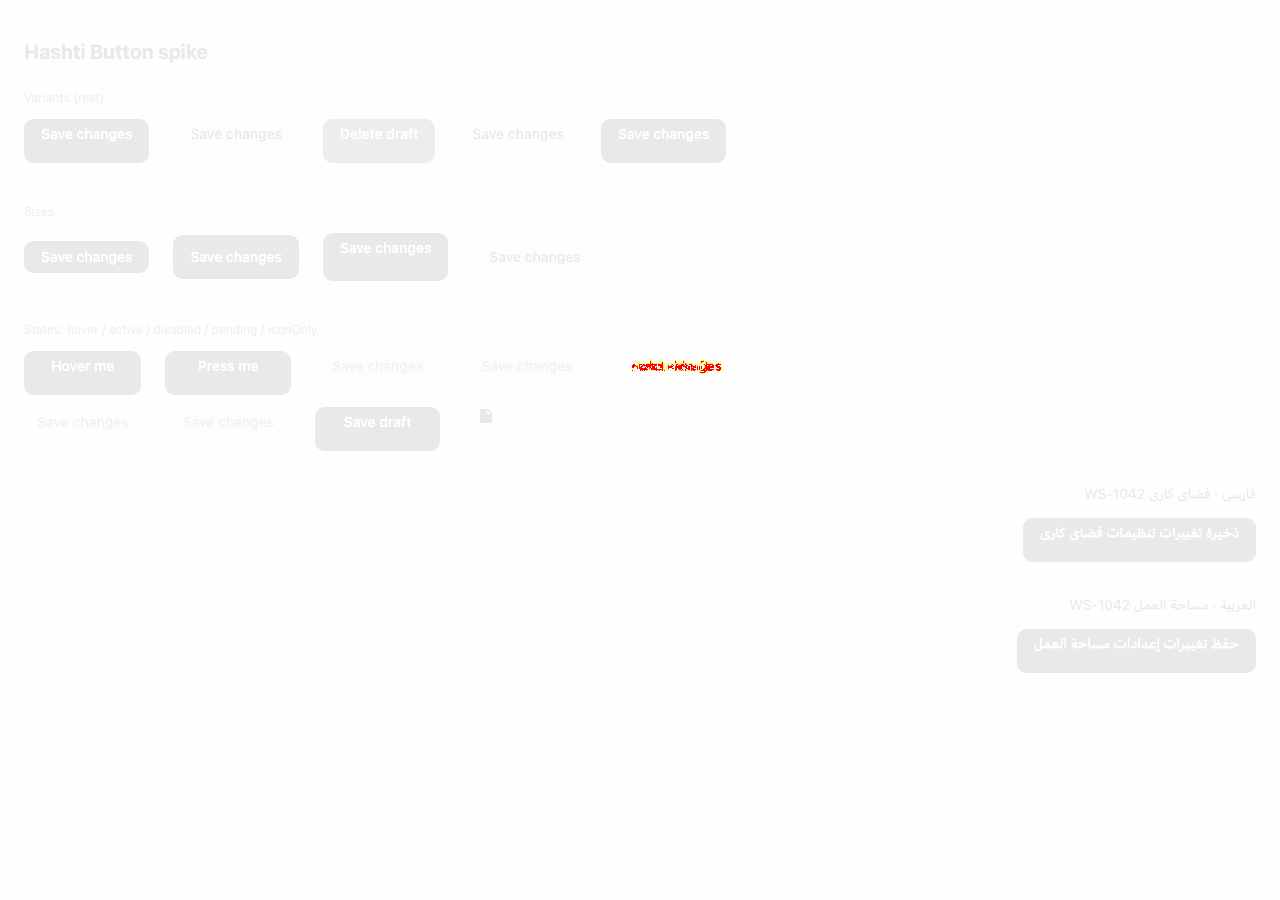 Hashti Button spike
Variants (rest)
Save changes Save changes Delete draft Save changes Save changes
Sizes
Save changes Save changes Save changes Save changes
States: hover / active / disabled / pending / iconOnly
Hover me Press me Save changes Save changes
Save changes Save changes Save draft
فارسی - فضای کاری WS-1042
ذخیرهٔ تغییرات تنظیمات فضای کاری
العربية - مساحة العمل WS-1042
حفظ تغييرات إعدادات مساحة العمل